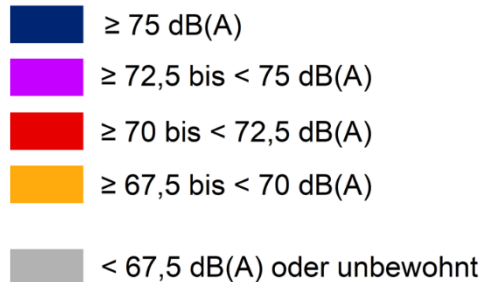 ≥ 75 dB(A)
≥ 72,5 bis < 75 dB(A)
≥ 70 bis < 72,5 dB(A)
≥ 67,5 bis < 70 dB(A)
< 67,5 dB(A) oder unbewohnt